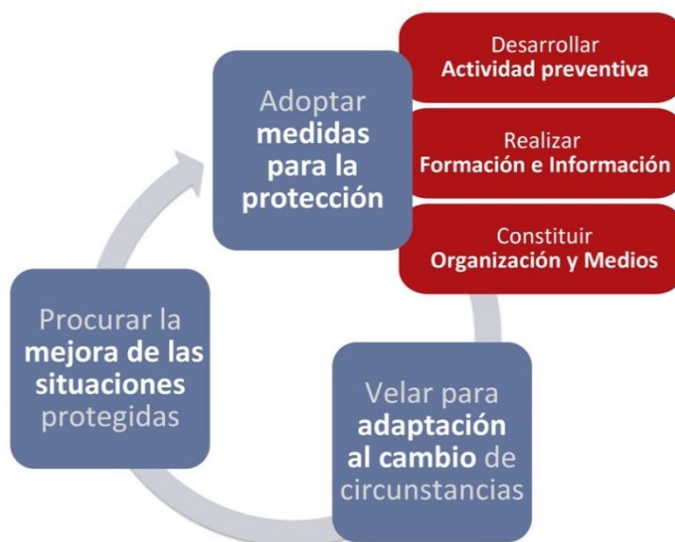 Adoptar
medidas
para la
protección
Desarrollar
Actividad preventiva
Realizar
Formación e Información
Constituir
Organización y Medios
Velar para
adaptación
al cambio de
circunstancias
Procurar la
mejora de las
situaciones
protegidas